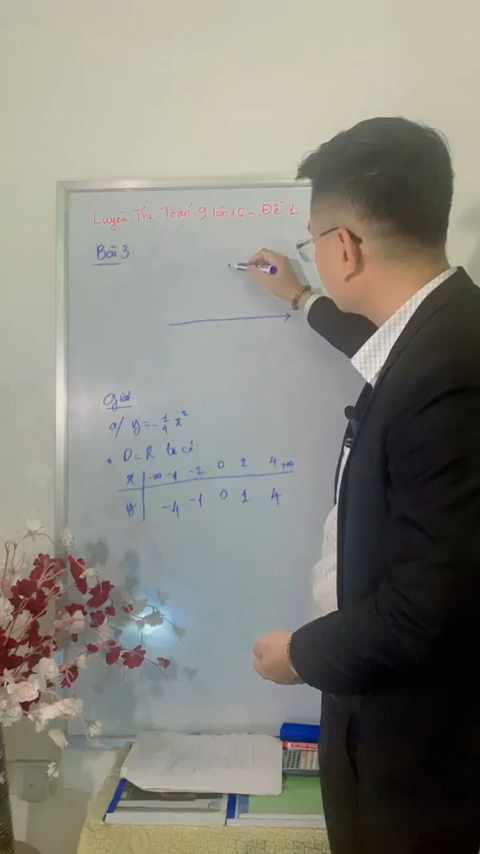 Luyện Thi Toán 9 lên 10 - Đề 1
Bài 3
Giải
a/ y = -1/4 x²
• D = R ta có:
x | -∞ -4 -2 0 2 4 +∞
y | -4 -1 0 1 4